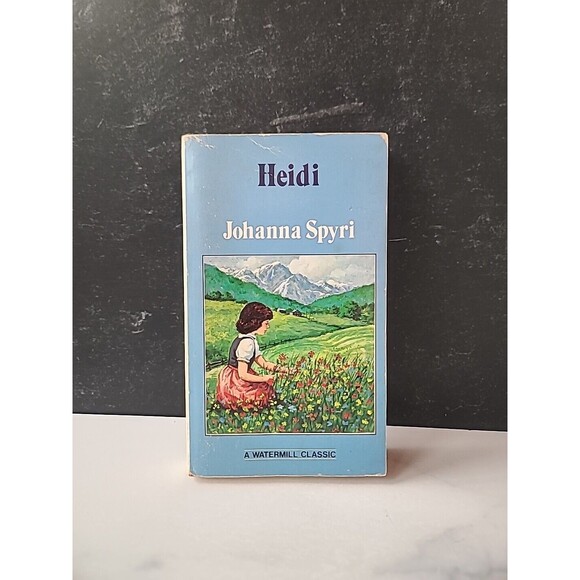 Heidi
Johanna Spyri
A WATERMILL CLASSIC